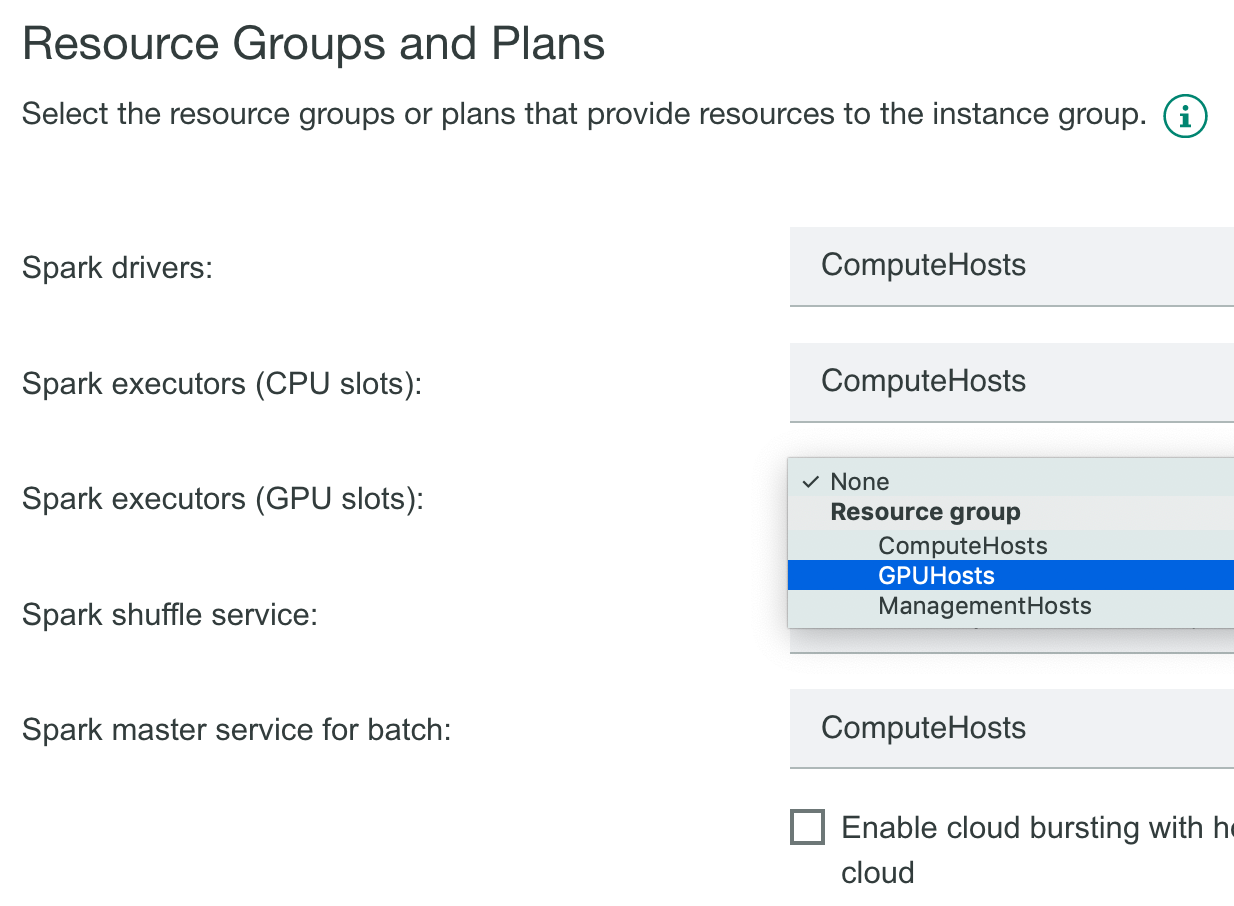 Resource Groups and Plans
Select the resource groups or plans that provide resources to the instance group.
Spark drivers:
ComputeHosts
Spark executors (CPU slots):
ComputeHosts
Spark executors (GPU slots):
None
Resource group
ComputeHosts
GPUHosts
ManagementHosts
Spark shuffle service:
Spark master service for batch:
ComputeHosts
Enable cloud bursting with
cloud